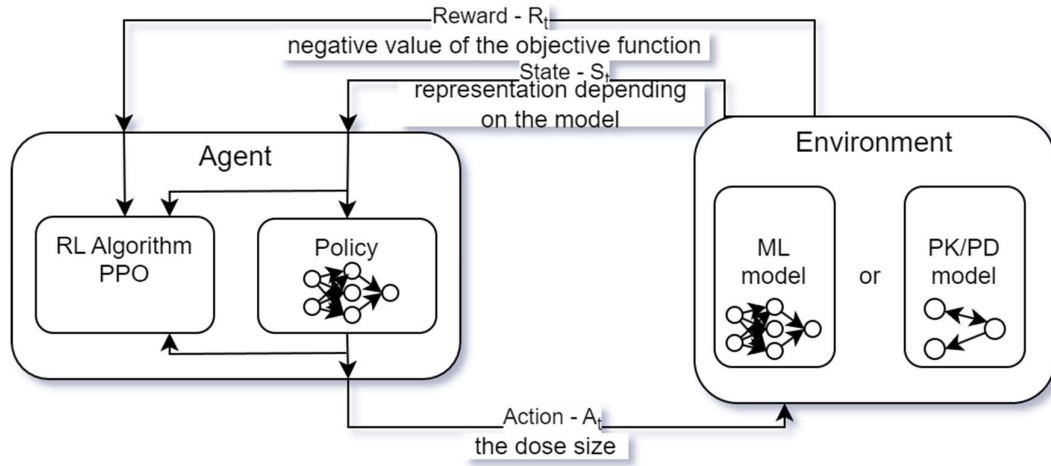 Reward - Rt
negative value of the objective function
State - St
representation depending
on the model
Agent
Environment
RL Algorithm
PPO
Policy
ML
model
or
PK/PD
model
Action - At
the dose size